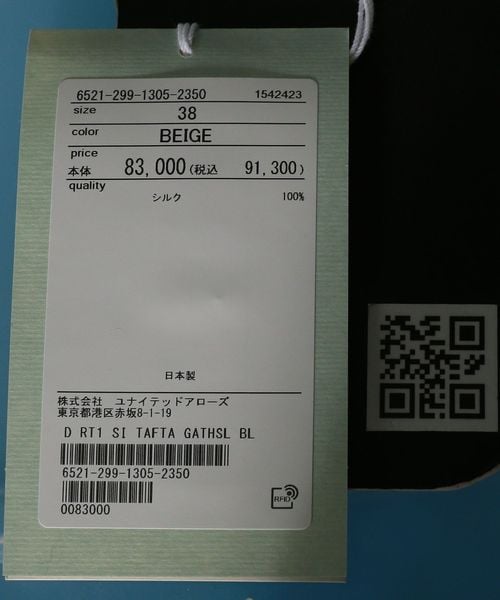 6521-299-1305-2350 1542423
size 38
color BEIGE
price
本体 83,000(税込 91,300)
quality
シルク 100%
日本製
株式会社 ユナイテッドアローズ
東京都港区赤坂8-1-19
D RT1 SI TAFTA GATHSL BL
6521-299-1305-2350
0083000
RFID